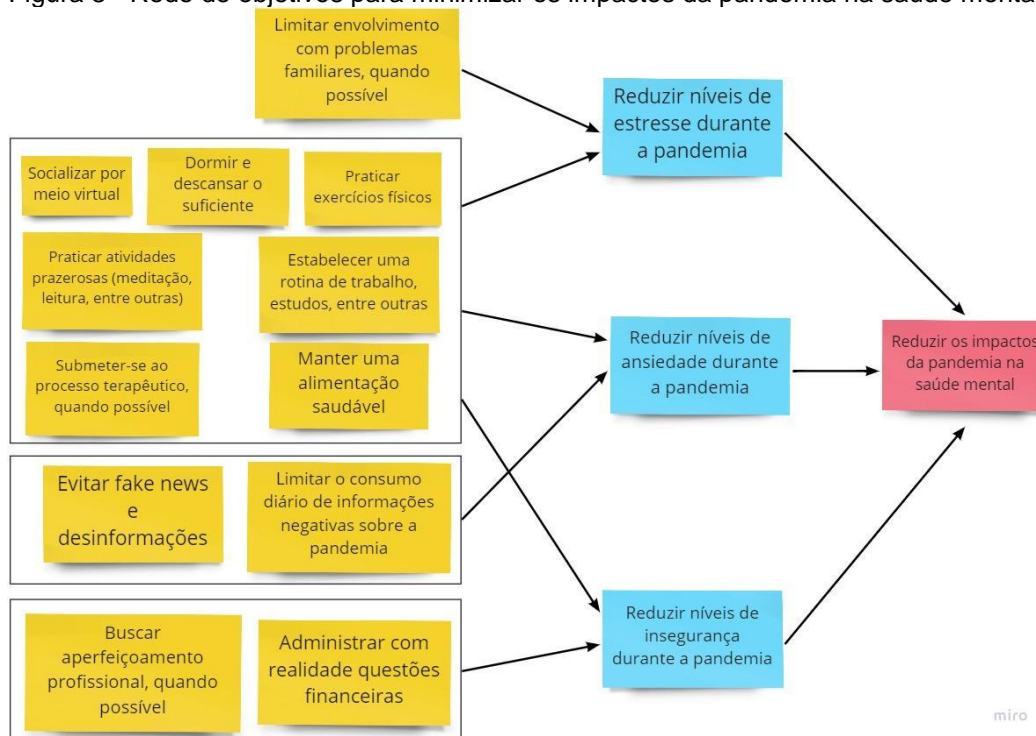 Figura 3 - Rede de objetivos para minimizar os impactos da pandemia na saúde mental
Limitar envolvimento
com problemas
familiares, quando
possível
Reduzir níveis de
estresse durante
a pandemia
Socializar por
meio virtual
Dormir e
descansar o
suficiente
Praticar
exercícios físicos
Praticar atividades
prazerosas (meditação,
leitura, entre outras)
Estabelecer uma
rotina de trabalho,
estudos, entre outras
Submeter-se ao
processo terapêutico,
quando possível
Manter uma
alimentação
saudável
Reduzir níveis de
ansiedade durante
a pandemia
Reduzir os impactos
da pandemia na
saúde mental
Evitar fake news
e
desinformações
Limitar o consumo
diário de informações
negativas sobre a
pandemia
Buscar
aperfeiçoamento
profissional, quando
possível
Administrar com
realidade questões
financeiras
Reduzir níveis de
insegurança
durante a pandemia
miro